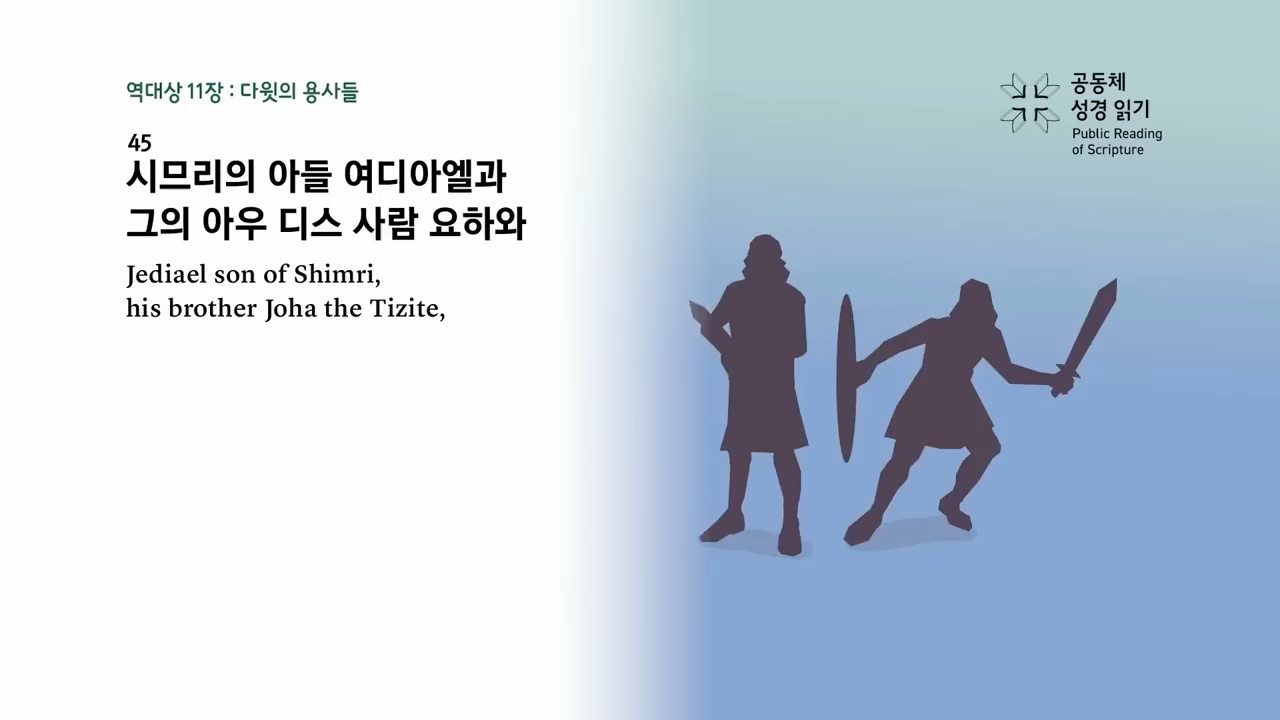 역대상 11장 : 다윗의 용사들
45
시므리의 아들 여디아엘과
그의 아우 디스 사람 요하와
Jediael son of Shimri,
his brother Joha the Tizite,
공동체
성경 읽기
Public Reading
of Scripture